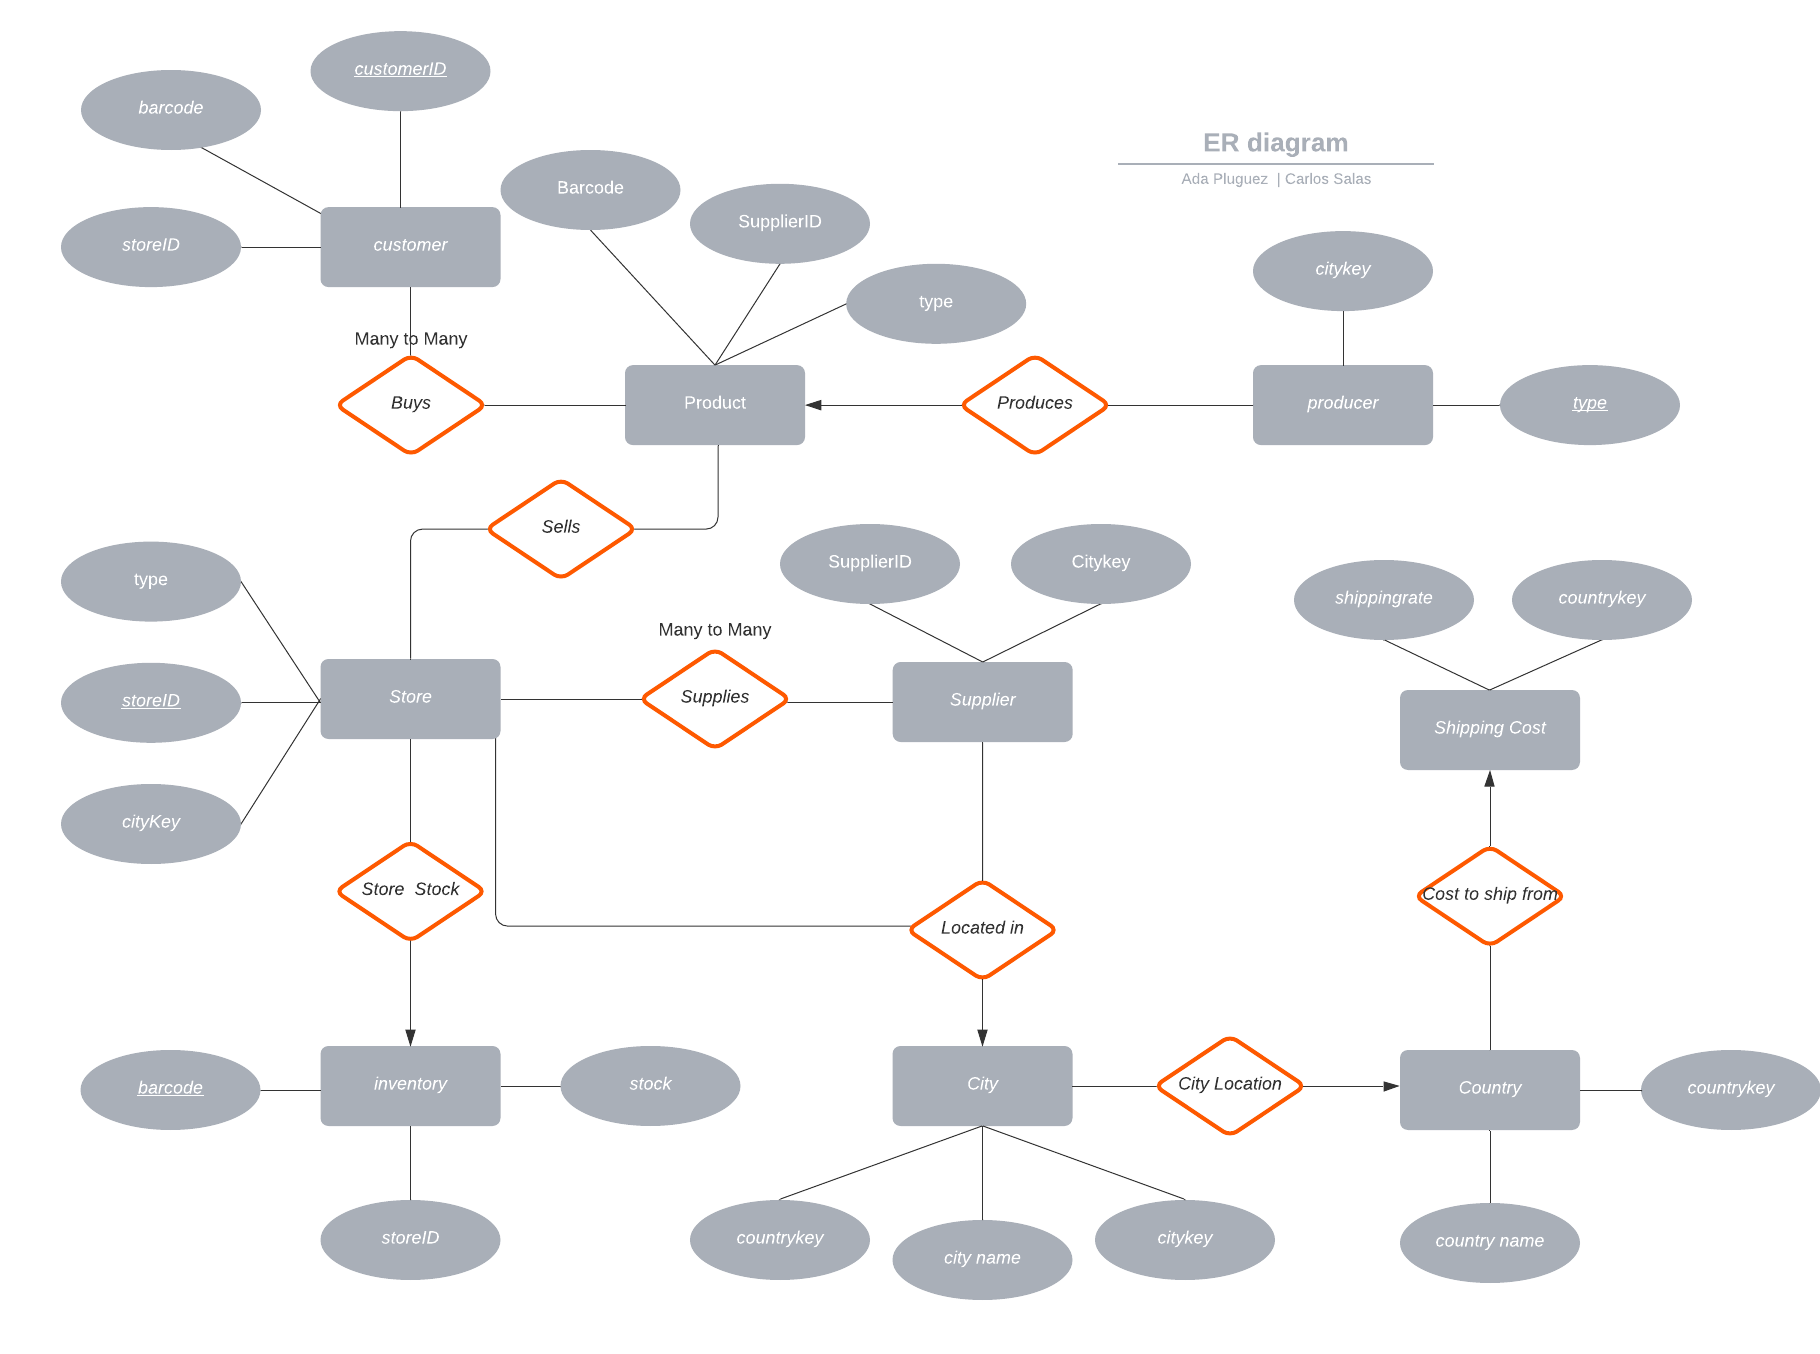 customerID
barcode
ER diagram
Ada Pluguez | Carlos Salas
Barcode
SupplierID
storeID
customer
citykey
type
Many to Many
Buys
Product
Produces
producer
type
Sells
SupplierID
Citykey
type
shippingrate
countrykey
Many to Many
storeID
Store
Supplies
Supplier
Shipping Cost
cityKey
Store Stock
Cost to ship from
Located in
barcode
inventory
stock
City
City Location
Country
countrykey
storeID
countrykey
city name
citykey
country name